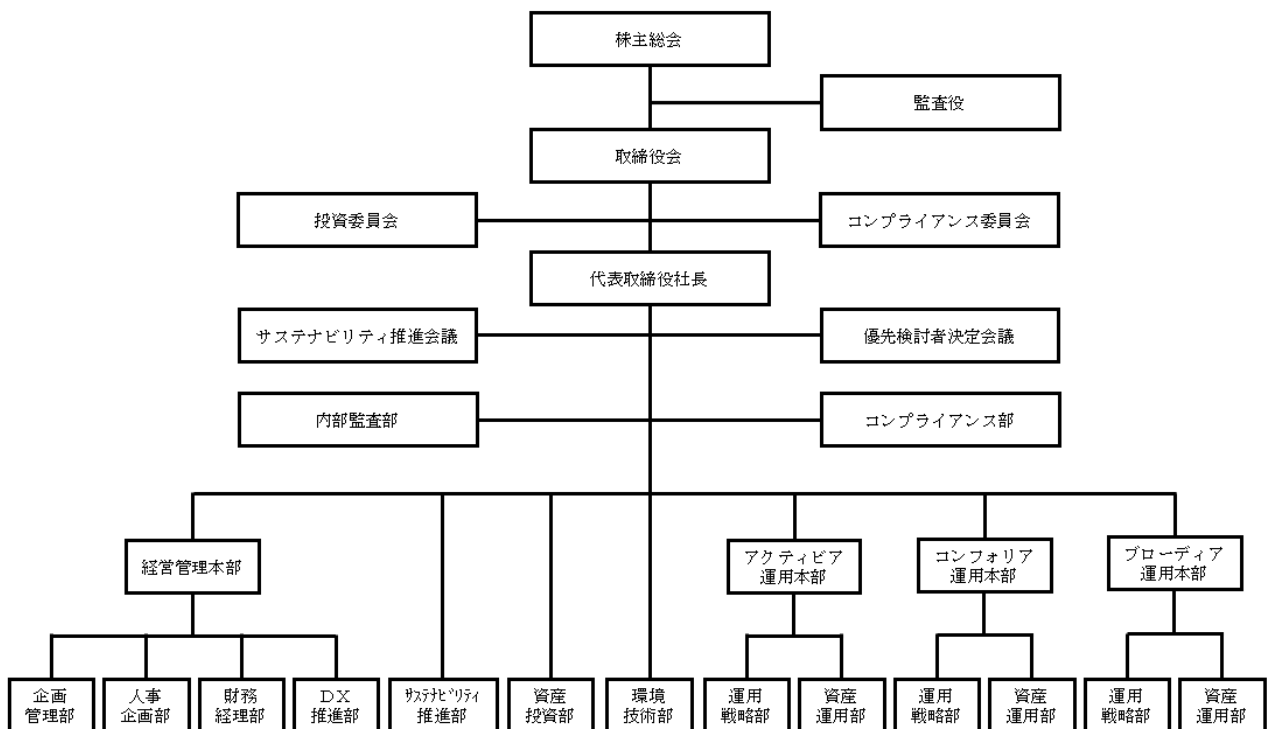 株主総会
監査役
取締役会
投資委員会
コンプライアンス委員会
代表取締役社長
サステナビリティ推進会議
優先検討者決定会議
内部監査部
コンプライアンス部
経営管理本部
アクティビア
運用本部
コンフォリア
運用本部
ブローディア
運用本部
企画
管理部
人事
企画部
財務
経理部
DX
推進部
ｻｽﾃﾅﾋﾞﾘﾃｨ
推進部
資産
投資部
環境
技術部
運用
戦略部
資産
運用部
運用
戦略部
資産
運用部
運用
戦略部
資産
運用部